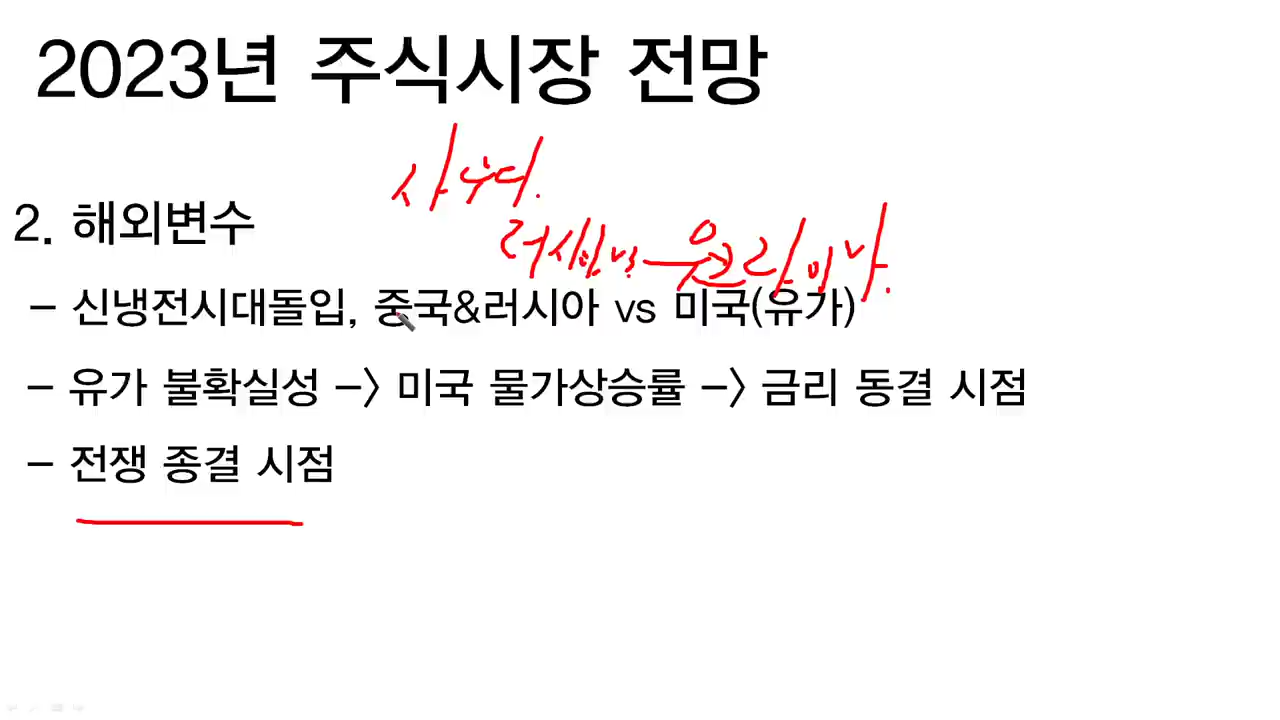 2023년 주식시장 전망
사우디.
2. 해외변수
우크라이나.
- 신냉전시대돌입, 중국&러시아 vs 미국(유가)
- 유가 불확실성 -> 미국 물가상승률 -> 금리 동결 시점
- 전쟁 종결 시점